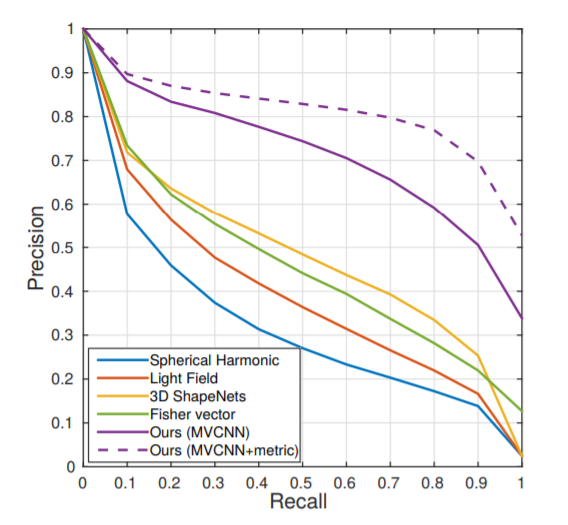 1
0.9
0.8
0.7
0.6
0.5
0.4
0.3
0.2
0.1
0
Precision
Spherical Harmonic
Light Field
3D ShapeNets
Fisher vector
Ours (MVCNN)
Ours (MVCNN+metric)
0 0.1 0.2 0.3 0.4 0.5 0.6 0.7 0.8 0.9 1
Recall